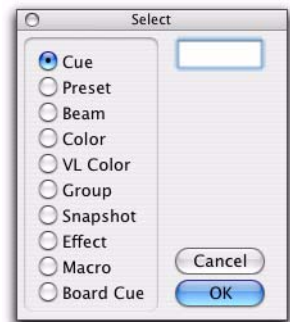 Select
Cue
Preset
Beam
Color
VL Color
Group
Snapshot
Effect
Macro
Board Cue
Cancel
OK